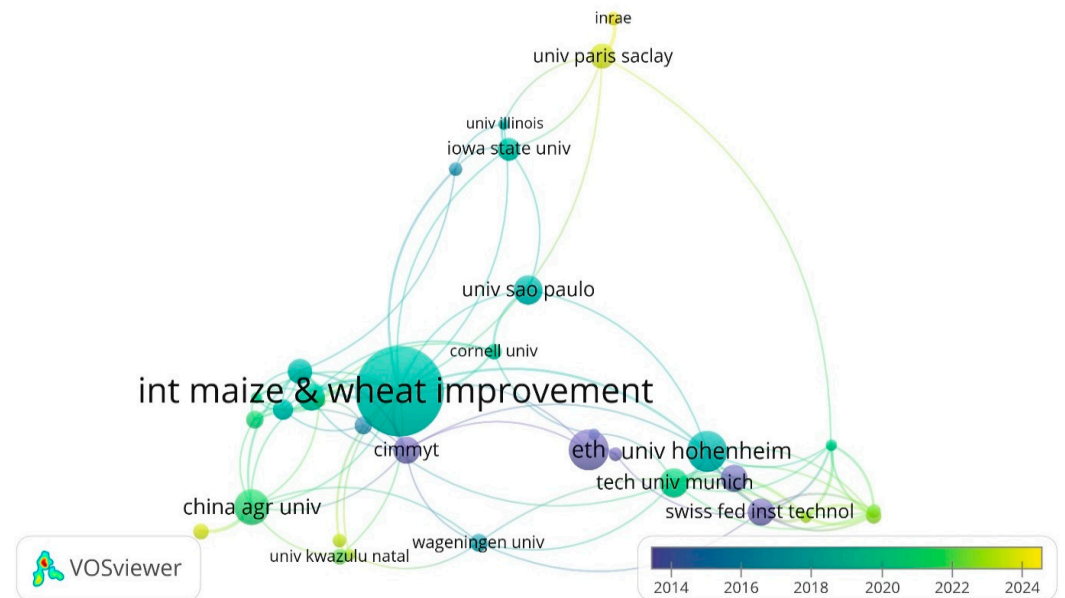 inrae
univ paris saclay
univ illinois
iowa state univ
univ sao paulo
cornell univ
int maize & wheat improvement
cimmyt
eth
univ hohenheim
tech univ munich
swiss fed inst technol
china agr univ
univ kwazulu natal
wageningen univ
VOSviewer
2014 2016 2018 2020 2022 2024